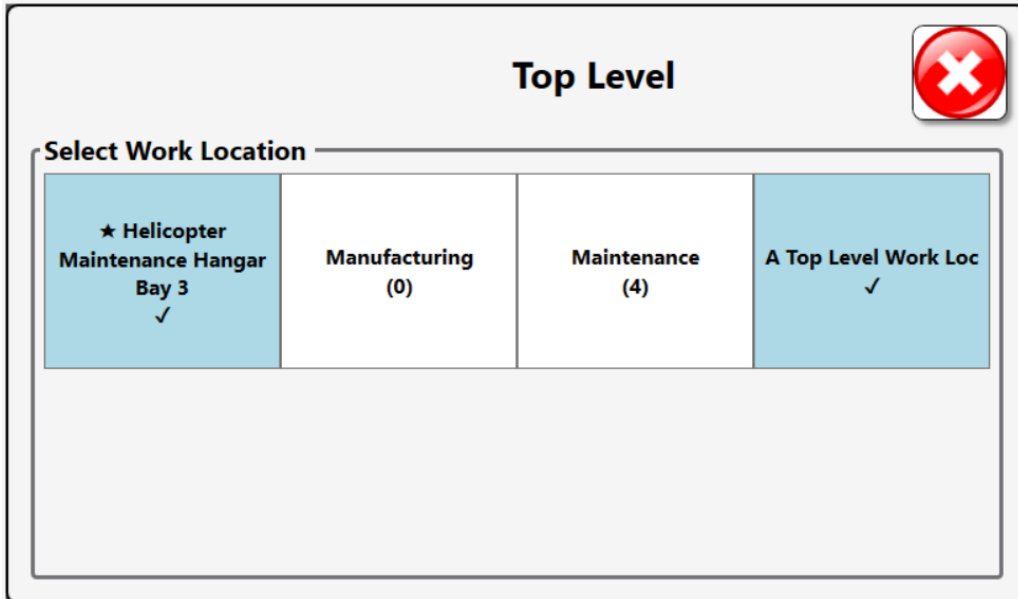 Top Level
Select Work Location
★ Helicopter
Maintenance Hangar
Bay 3
✓
Manufacturing
(0)
Maintenance
(4)
A Top Level Work Loc
✓